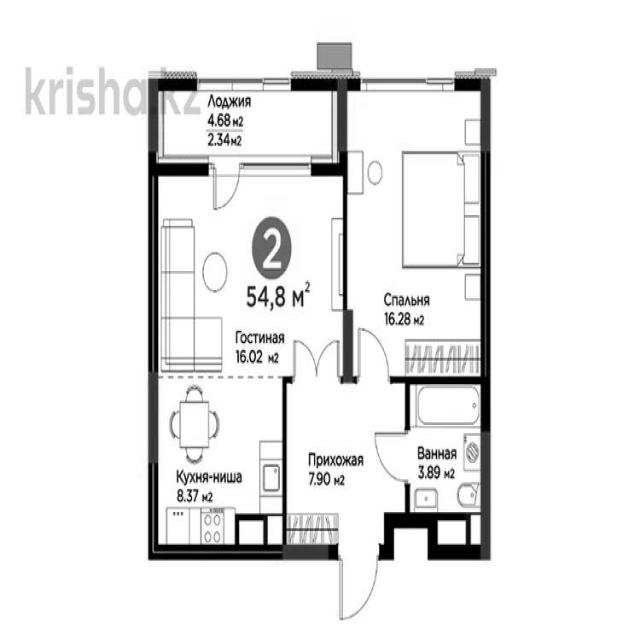 krisha.kz
Лоджия
4.68 м2
2.34 м2
2
54,8 м2
Гостиная
16.02 м2
Спальня
16.28 м2
Кухня-ниша
8.37 м2
Прихожая
7.90 м2
Ванная
3.89 м2